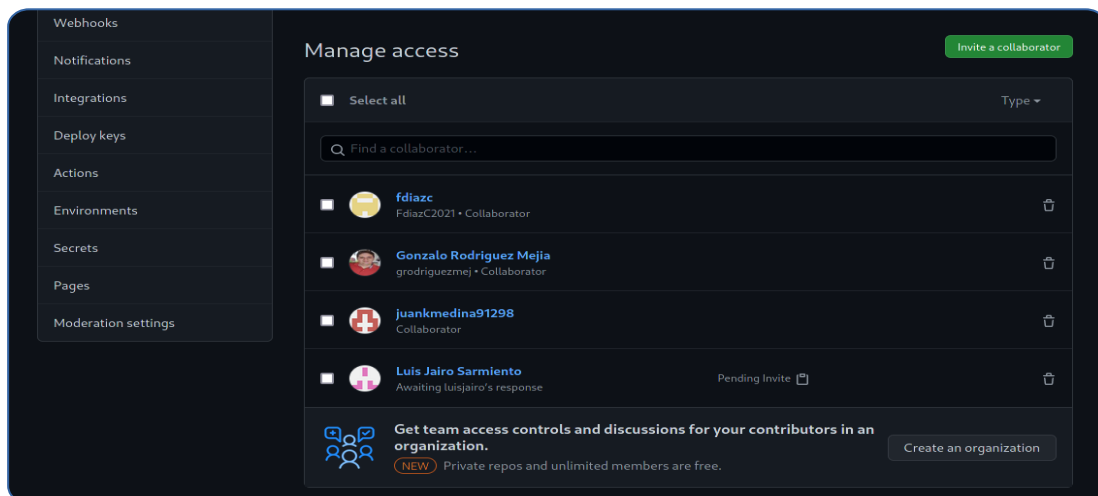 Webhooks
Notifications
Integrations
Deploy keys
Actions
Environments
Secrets
Pages
Moderation settings
Manage access
Invite a collaborator
Select all
Type
Find a collaborator...
fdiazc
FdiazC2021 • Collaborator
Gonzalo Rodriguez Mejia
grodriguezmej • Collaborator
juankmedina91298
Collaborator
Luis Jairo Sarmiento
Awaiting luisjairo's response
Pending Invite
Get team access controls and discussions for your contributors in an
organization.
NEW Private repos and unlimited members are free.
Create an organization